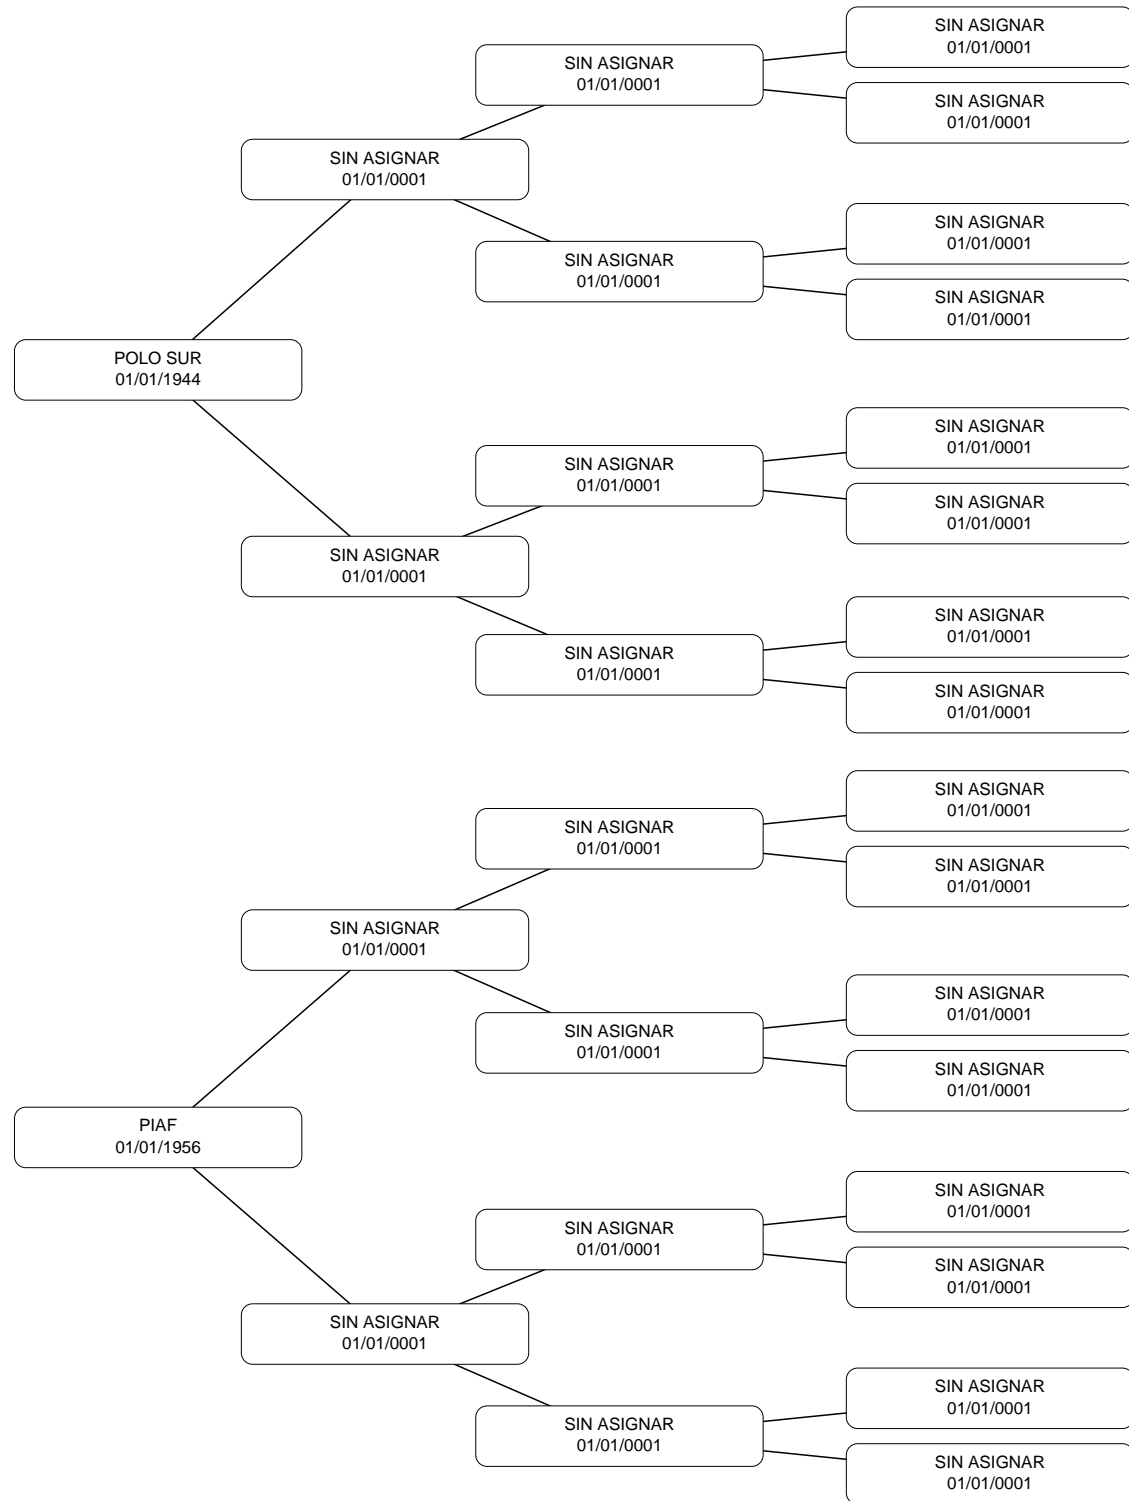 SIN ASIGNAR
01/01/0001
SIN ASIGNAR
01/01/0001
SIN ASIGNAR
01/01/0001
SIN ASIGNAR
01/01/0001
SIN ASIGNAR
01/01/0001
SIN ASIGNAR
01/01/0001
SIN ASIGNAR
01/01/0001
POLO SUR
01/01/1944
SIN ASIGNAR
01/01/0001
SIN ASIGNAR
01/01/0001
SIN ASIGNAR
01/01/0001
SIN ASIGNAR
01/01/0001
SIN ASIGNAR
01/01/0001
SIN ASIGNAR
01/01/0001
SIN ASIGNAR
01/01/0001
SIN ASIGNAR
01/01/0001
SIN ASIGNAR
01/01/0001
SIN ASIGNAR
01/01/0001
SIN ASIGNAR
01/01/0001
SIN ASIGNAR
01/01/0001
SIN ASIGNAR
01/01/0001
SIN ASIGNAR
01/01/0001
SIN ASIGNAR
01/01/0001
PIAF
01/01/1956
SIN ASIGNAR
01/01/0001
SIN ASIGNAR
01/01/0001
SIN ASIGNAR
01/01/0001
SIN ASIGNAR
01/01/0001
SIN ASIGNAR
01/01/0001
SIN ASIGNAR
01/01/0001
SIN ASIGNAR
01/01/0001